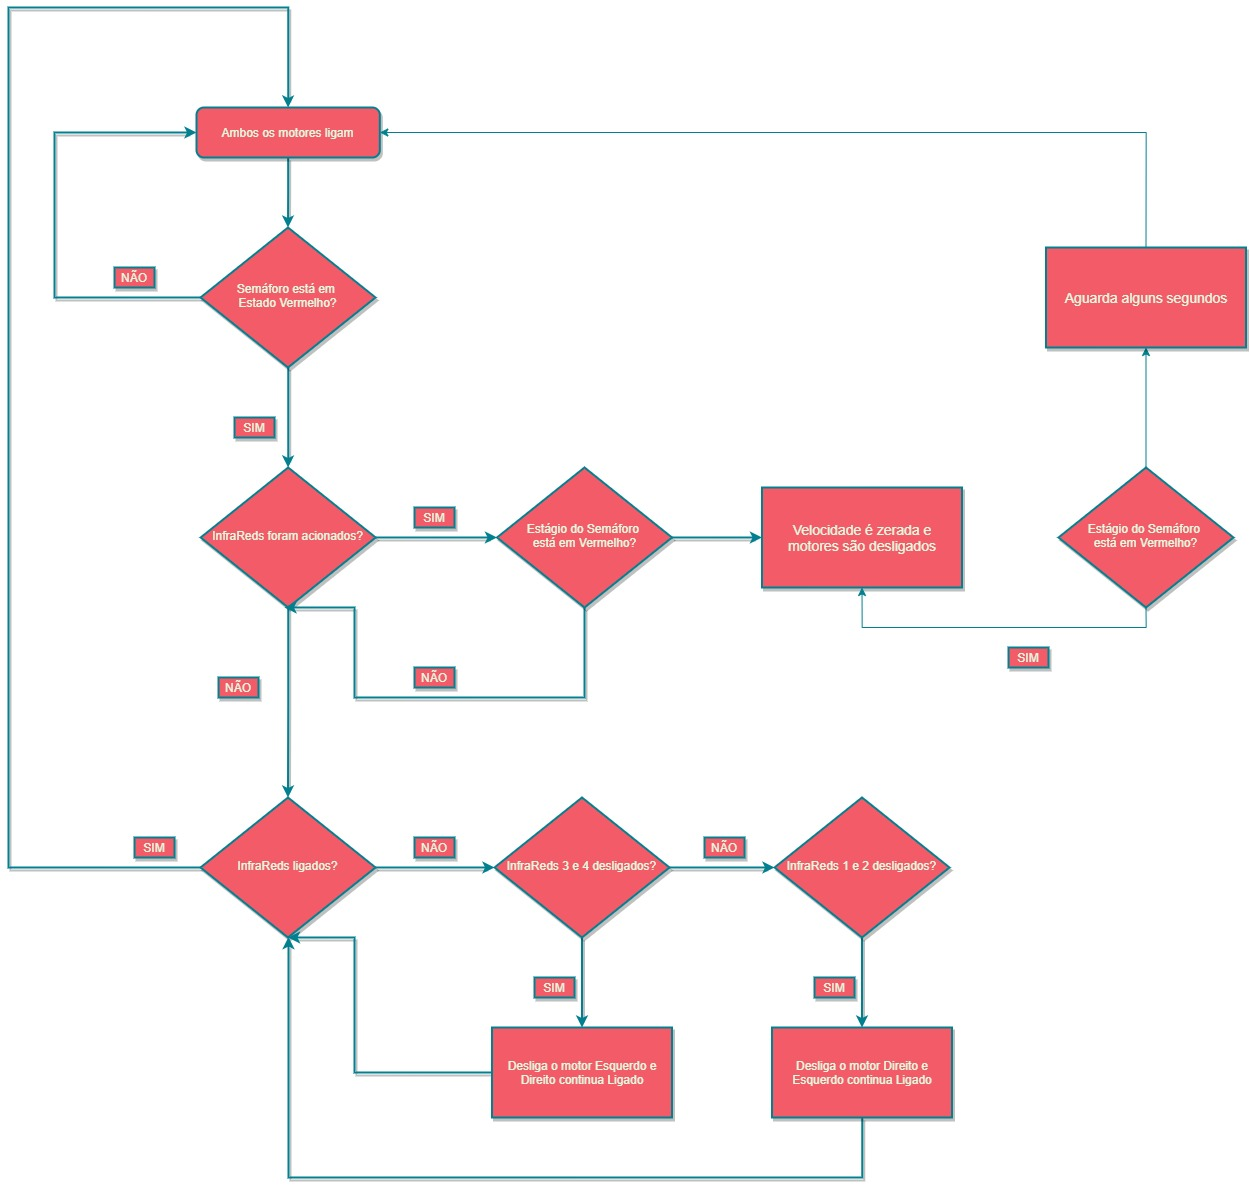 Ambos os motores ligam
NÃO
Semáforo está em
Estado Vermelho?
Aguarda alguns segundos
SIM
InfraReds foram acionados?
SIM
Estágio do Semáforo
está em Vermelho?
Velocidade é zerada e
motores são desligados
Estágio do Semáforo
está em Vermelho?
SIM
NÃO
NÃO
SIM
InfraReds ligados?
NÃO
InfraReds 3 e 4 desligados?
NÃO
InfraReds 1 e 2 desligados?
SIM
SIM
Desliga o motor Esquerdo e
Direito continua Ligado
Desliga o motor Direito e
Esquerdo continua Ligado